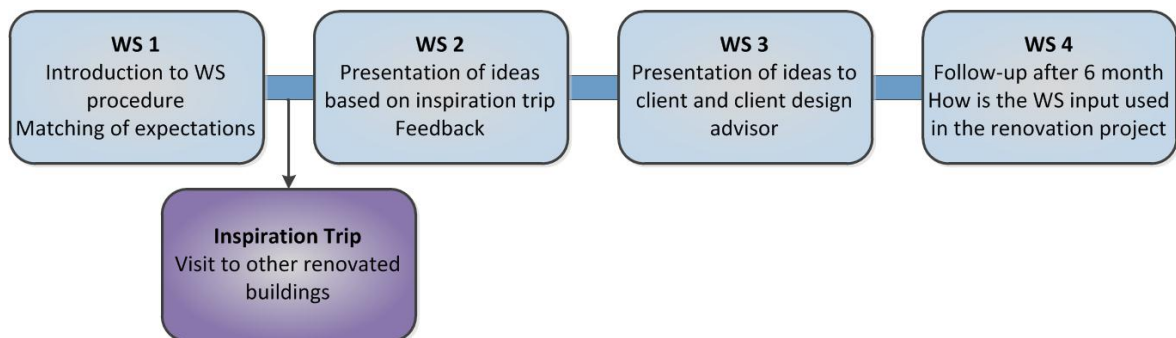 WS 1
Introduction to WS
procedure
Matching of expectations
WS 2
Presentation of ideas
based on inspiration trip
Feedback
WS 3
Presentation of ideas to
client and client design
advisor
WS 4
Follow-up after 6 month
How is the WS input used
in the renovation project
Inspiration Trip
Visit to other renovated
buildings